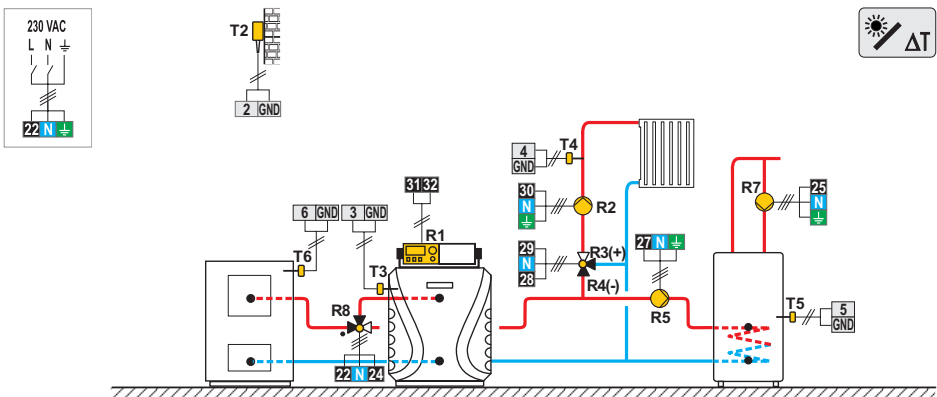 230 VAC
L N
22 N
T2
2 GND
ΔT
4
GND
T4
30
N
R2
29
N
28
R3(+)
R4(-)
31 32
R1
6 GND
3 GND
T6
T3
R8
22 N 24
27 N
R5
R7
25
N
T5
5
GND